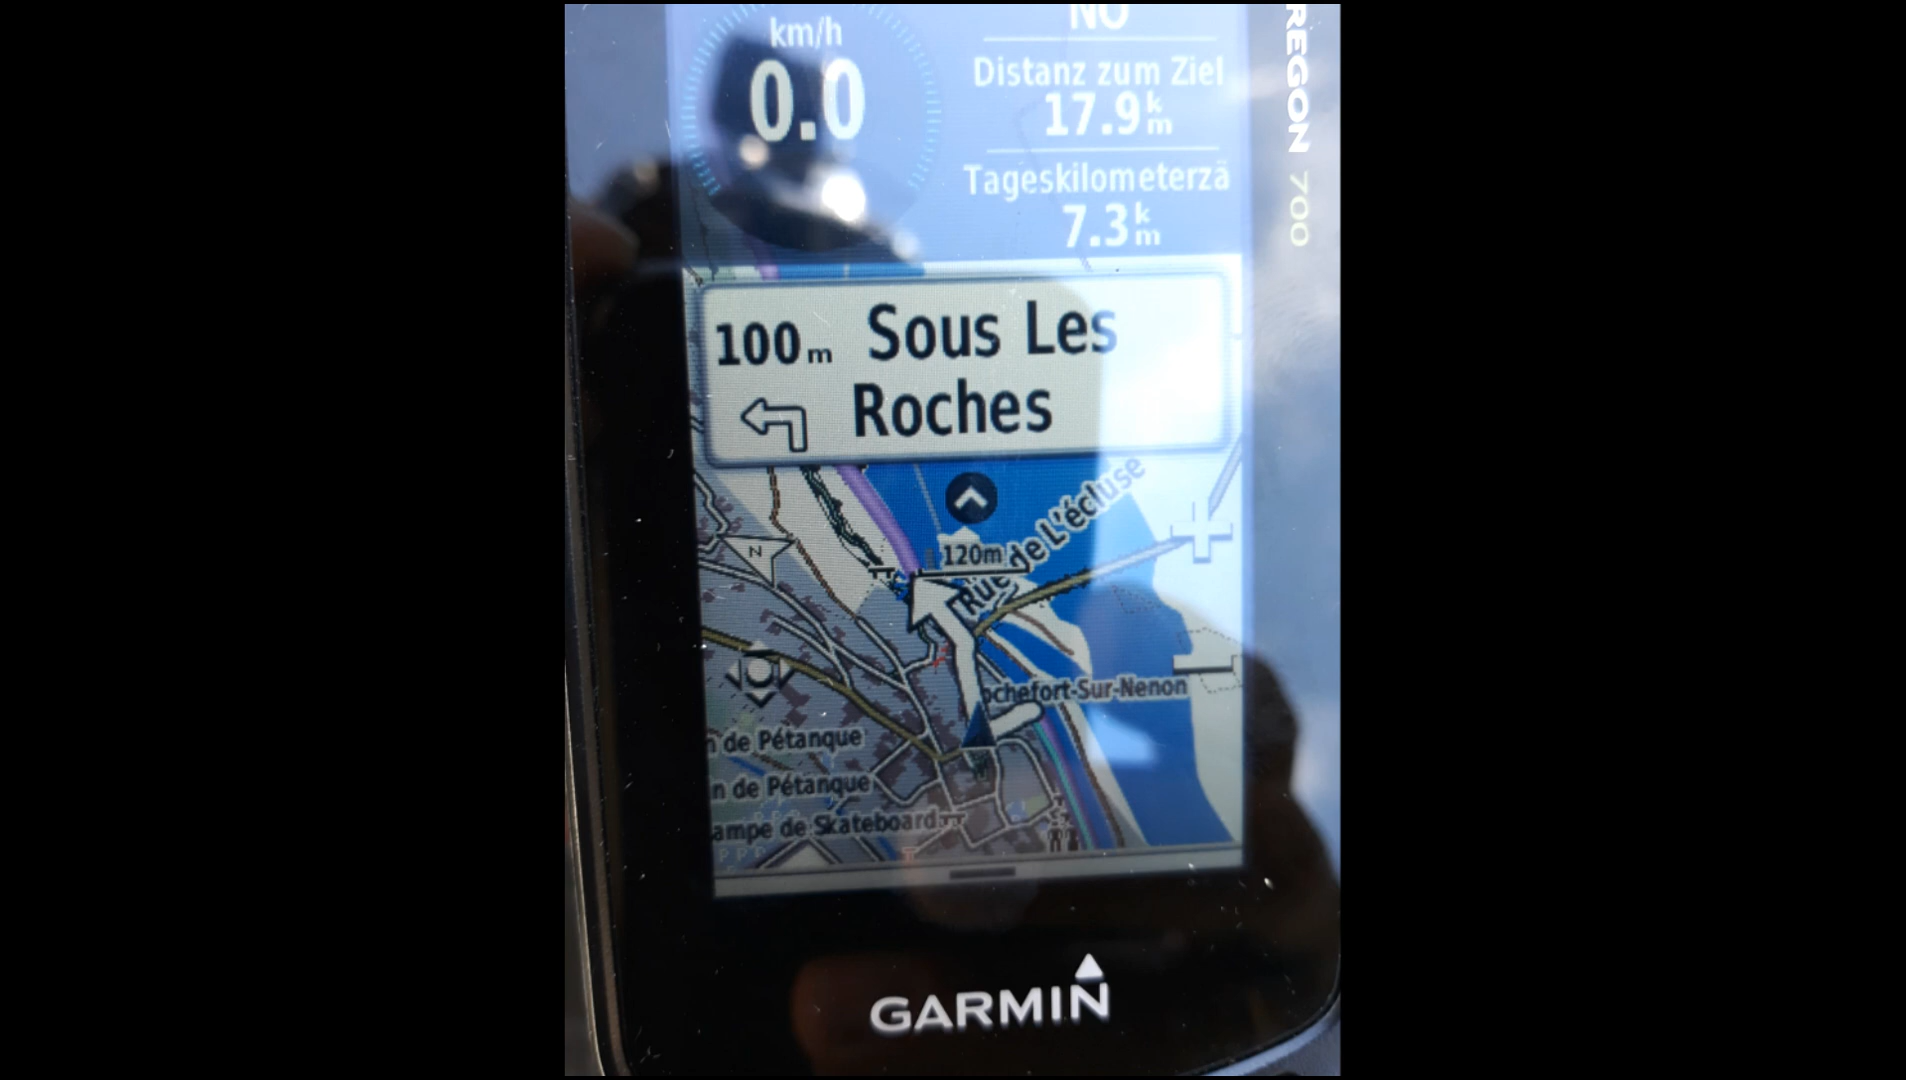 km/h
0.0
NO
Distanz zum Ziel
17.9 km
Tageskilometerzä
7.3 km
REGON 700
100 m
Sous Les
Roches
Rue de L'écluse
N
120m
ochefort-Sur-Nenon
n de Pétanque
n de Pétanque
ampe de Skateboard
P P P
GARMIN